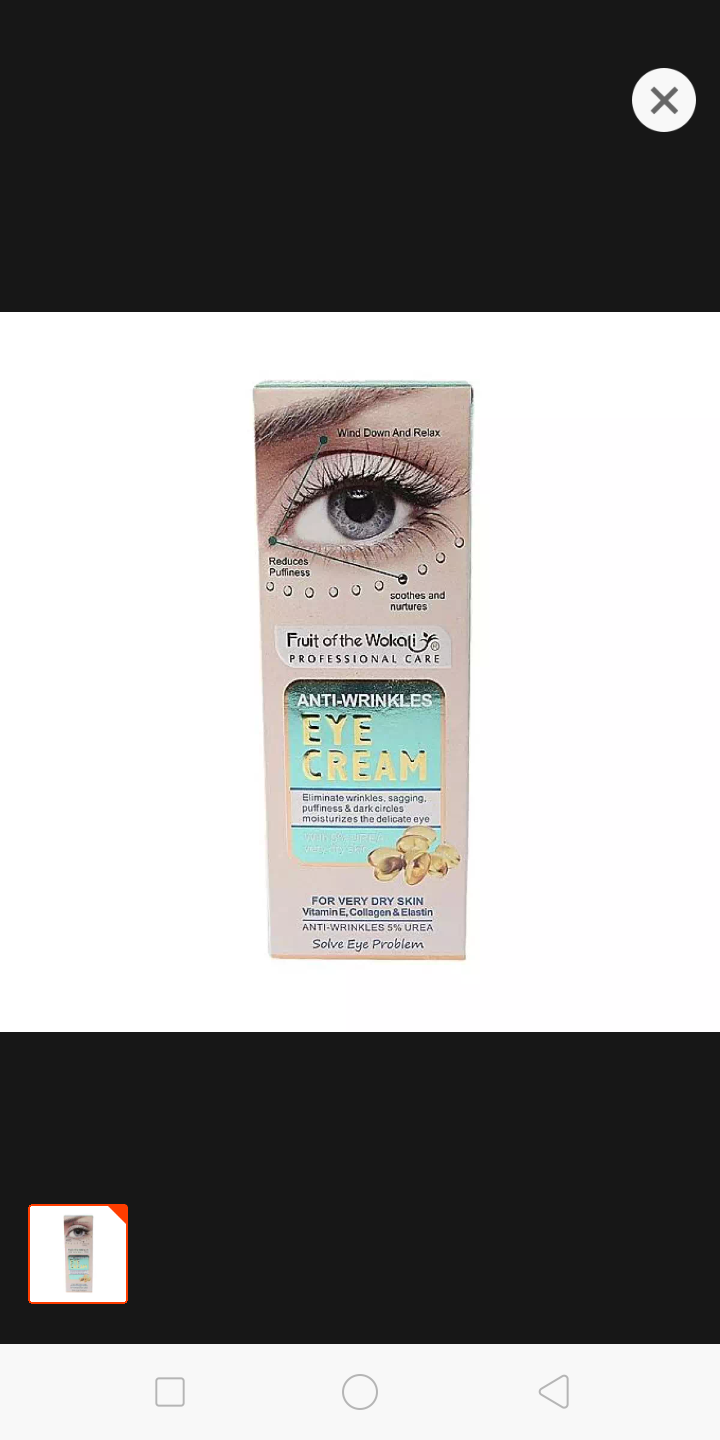 Wind Down And Relax
Reduces
Puffiness
soothes and
nurtures
Fruit of the Wokali ®
PROFESSIONAL CARE
ANTI-WRINKLES
EYE
CREAM
Eliminate wrinkles, sagging,
puffiness & dark circles
moisturizes the delicate eye
With 5% UREA
very dry skin
FOR VERY DRY SKIN
Vitamin E, Collagen & Elastin
ANTI-WRINKLES 5% UREA
Solve Eye Problem